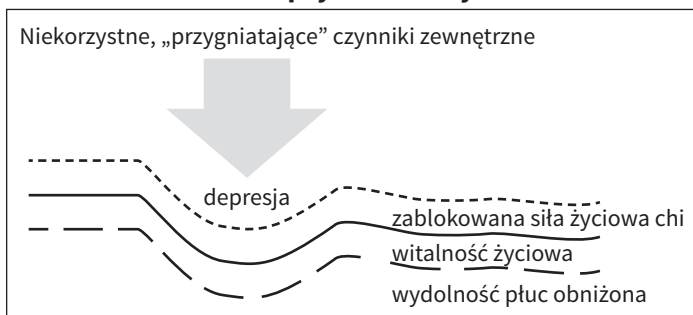 Niekorzystne, „przygniatające” czynniki zewnętrzne
depresja
zablokowana siła życiowa chi
witalność życiowa
wydolność płuc obniżona